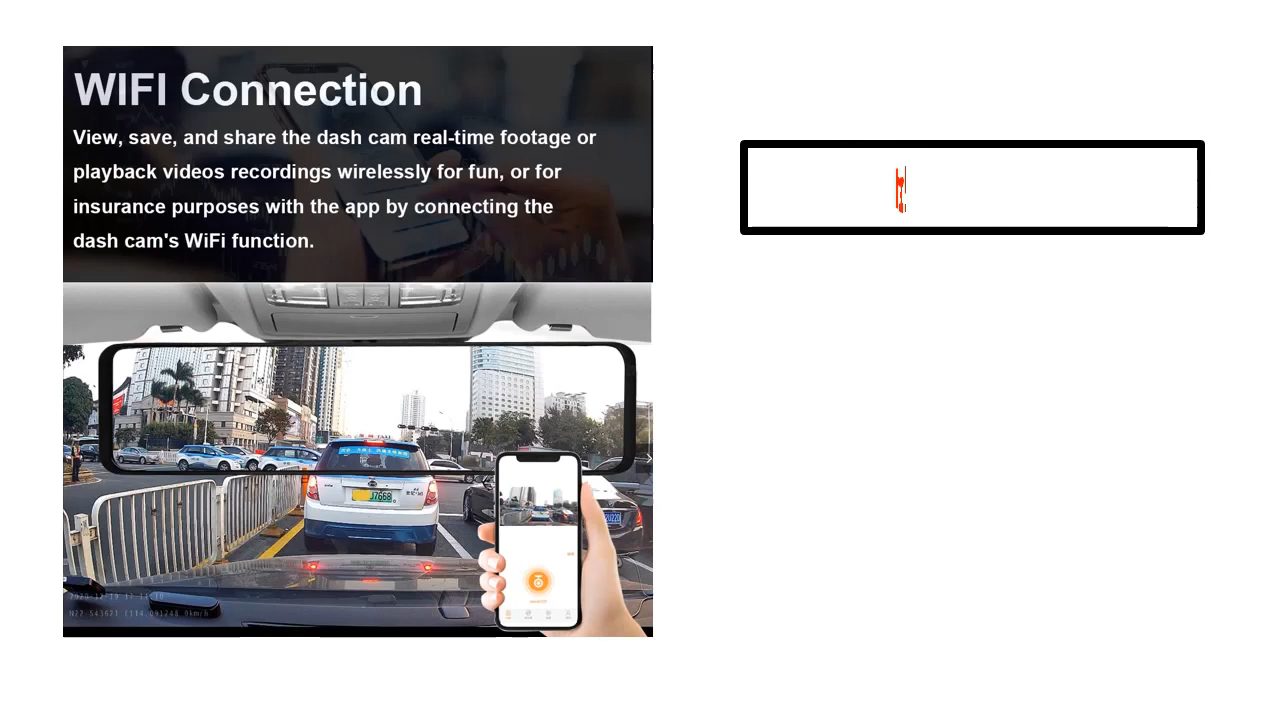 WIFI Connection
View, save, and share the dash cam real-time footage or
playback videos recordings wirelessly for fun, or for
insurance purposes with the app by connecting the
dash cam's WiFi function.
J7668